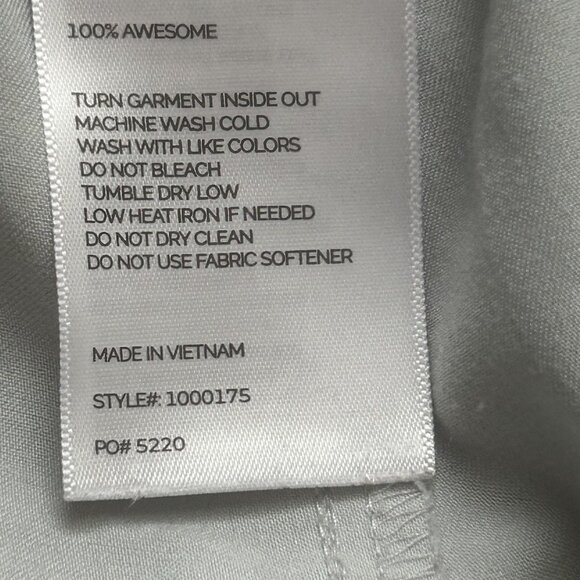 100% AWESOME
TURN GARMENT INSIDE OUT
MACHINE WASH COLD
WASH WITH LIKE COLORS
DO NOT BLEACH
TUMBLE DRY LOW
LOW HEAT IRON IF NEEDED
DO NOT DRY CLEAN
DO NOT USE FABRIC SOFTENER
MADE IN VIETNAM
STYLE#: 1000175
PO# 5220